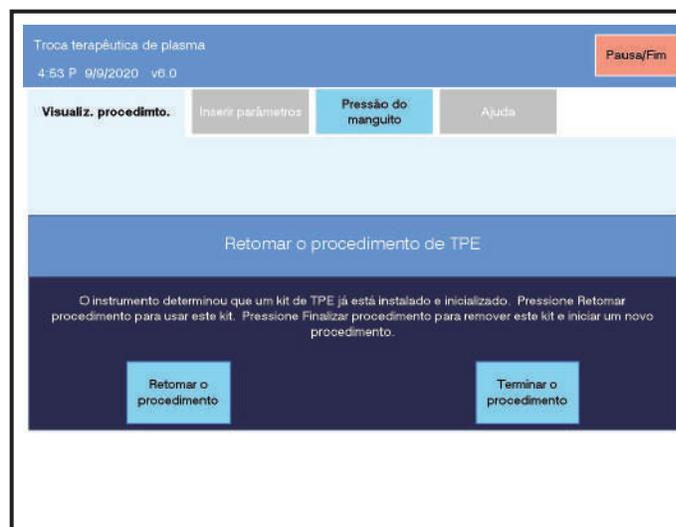 Troca terapêutica de plasma
Pausa/Fim
4:53 P 9/9/2020 v6.0
Visualiz. procedimto.
Inserir parâmetros
Pressão do
manguito
Ajuda
Retomar o procedimento de TPE
O instrumento determinou que um kit de TPE já está instalado e inicializado. Pressione Retomar
procedimento para usar este kit. Pressione Finalizar procedimento para remover este kit e iniciar um novo
procedimento.
Retomar o
procedimento
Terminar o
procedimento